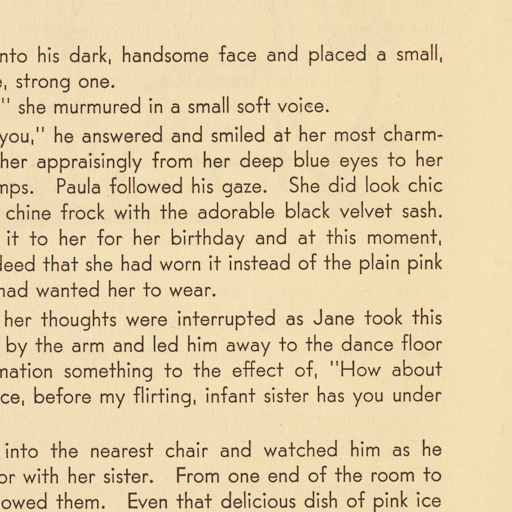 nto his dark, handsome face and placed a small,
e, strong one.
" she murmured in a small soft voice.
you," he answered and smiled at her most charm-
her appraisingly from her deep blue eyes to her
mps. Paula followed his gaze. She did look chic
chine frock with the adorable black velvet sash.
it to her for her birthday and at this moment,
deed that she had worn it instead of the plain pink
had wanted her to wear.
her thoughts were interrupted as Jane took this
by the arm and led him away to the dance floor
mation something to the effect of, "How about
ce, before my flirting, infant sister has you under
into the nearest chair and watched him as he
or with her sister. From one end of the room to
owed them. Even that delicious dish of pink ice